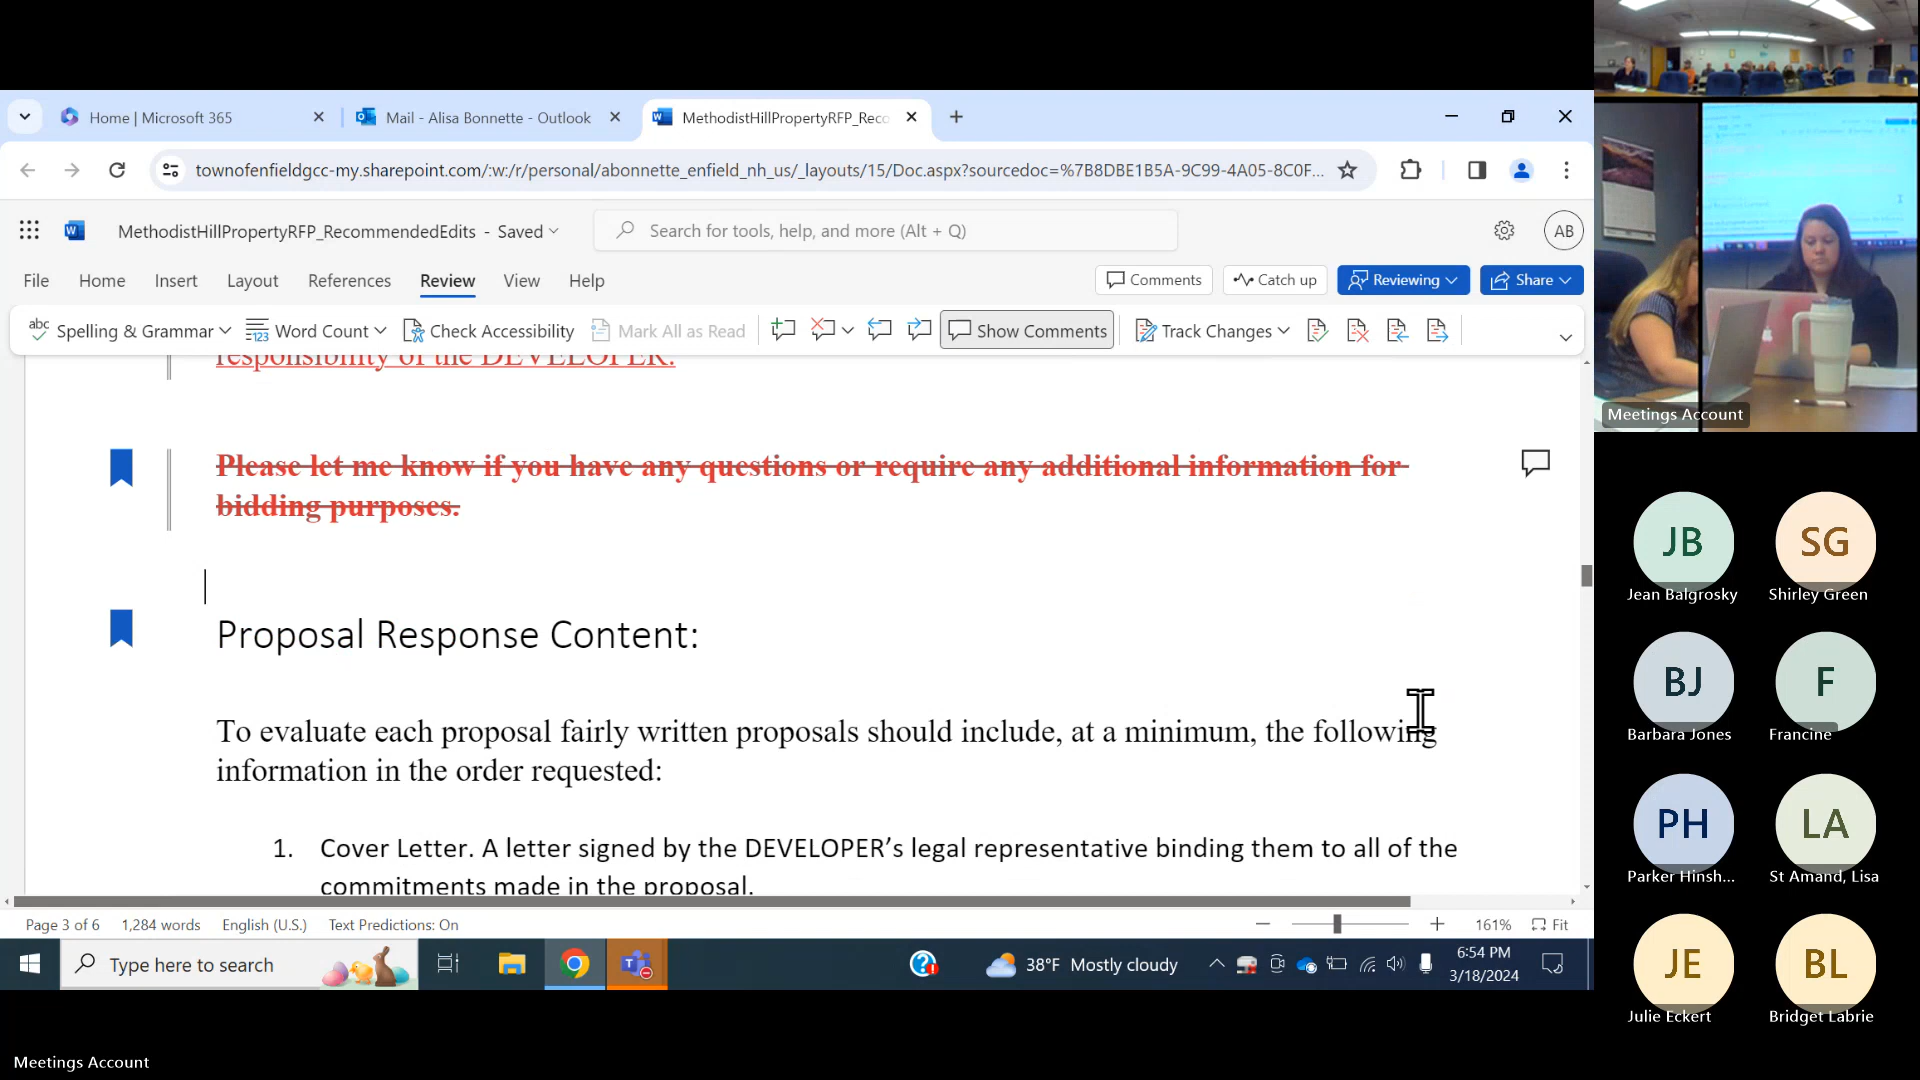 Home | Microsoft 365
Mail - Alisa Bonnette - Outlook
MethodistHillPropertyRFP_Reco
townofenfieldgcc-my.sharepoint.com/:w:/r/personal/abonnette_enfield_nh_us/_layouts/15/Doc.aspx?sourcedoc=%7B8DBE1B5A-9C99-4A05-8C0F...
MethodistHillPropertyRFP_RecommendedEdits - Saved
Search for tools, help, and more (Alt + Q)
AB
File Home Insert Layout References Review View Help
Comments Catch up Reviewing Share
abc Spelling & Grammar 123 Word Count Check Accessibility Mark All as Read Show Comments Track Changes
responsibility of the DEVELOPER.
Please let me know if you have any questions or require any additional information for
bidding purposes.
Proposal Response Content:
To evaluate each proposal fairly written proposals should include, at a minimum, the following
information in the order requested:
1. Cover Letter. A letter signed by the DEVELOPER’s legal representative binding them to all of the
commitments made in the proposal.
Page 3 of 6 1,284 words English (U.S.) Text Predictions: On 161% Fit
Type here to search
38°F Mostly cloudy
6:54 PM
3/18/2024
Meetings Account
Meetings Account
JB SG
Jean Balgrosky Shirley Green
BJ F
Barbara Jones Francine
PH LA
Parker Hinsh... St Amand, Lisa
JE BL
Julie Eckert Bridget Labrie